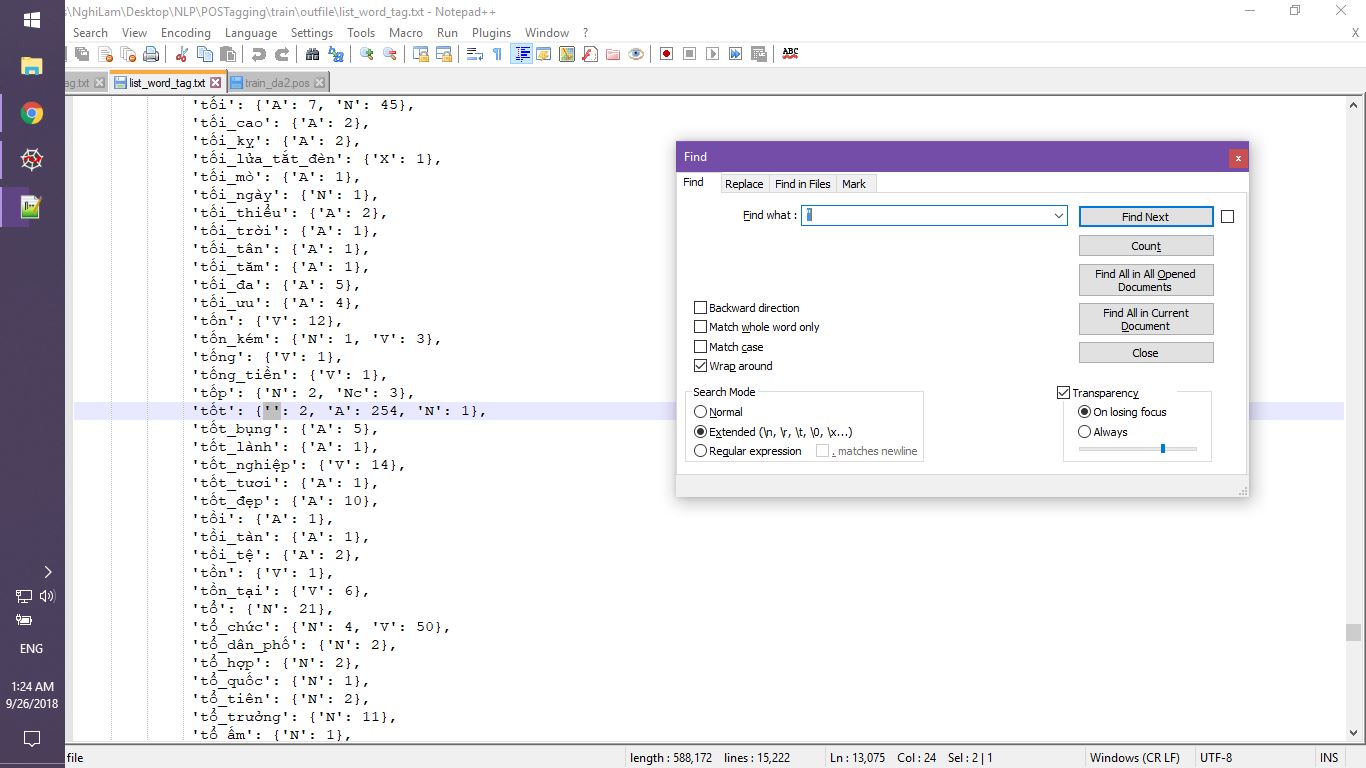 s\NghiLam\Desktop\NLP\POSTagging\train\outfile\list_word_tag.txt - Notepad++
Search View Encoding Language Settings Tools Macro Run Plugins Window ? X
ag.txt list_word_tag.txt train_da2.pos
'tối': {'A': 7, 'N': 45},
'tối_cao': {'A': 2},
'tối_kỵ': {'A': 2},
'tối_lửa_tắt_đèn': {'X': 1},
'tối_mò': {'A': 1},
'tối_ngày': {'N': 1},
'tối_thiểu': {'A': 2},
'tối_trời': {'A': 1},
'tối_tân': {'A': 1},
'tối_tăm': {'A': 1},
'tối_đa': {'A': 5},
'tối_ưu': {'A': 4},
'tốn': {'V': 12},
'tốn_kém': {'N': 1, 'V': 3},
'tống': {'V': 1},
'tống_tiền': {'V': 1},
'tốp': {'N': 2, 'Nc': 3},
'tốt': {'': 2, 'A': 254, 'N': 1},
'tốt_bụng': {'A': 5},
'tốt_lành': {'A': 1},
'tốt_nghiệp': {'V': 14},
'tốt_tươi': {'A': 1},
'tốt_đẹp': {'A': 10},
'tồi': {'A': 1},
'tồi_tàn': {'A': 1},
'tồi_tệ': {'A': 2},
'tồn': {'V': 1},
'tồn_tại': {'V': 6},
'tổ': {'N': 21},
'tổ_chức': {'N': 4, 'V': 50},
'tổ_dân_phố': {'N': 2},
'tổ_hợp': {'N': 2},
'tổ_quốc': {'N': 1},
'tổ_tiên': {'N': 2},
'tổ_trưởng': {'N': 11},
'tổ_ấm': {'N': 1},
Find x
Find Replace Find in Files Mark
Find what :
Find Next
Count
Find All in All Opened
Documents
Find All in Current
Document
Close
Backward direction
Match whole word only
Match case
Wrap around
Search Mode
Normal
Extended (\n, \r, \t, \0, \x...)
Regular expression . matches newline
Transparency
On losing focus
Always
ENG
1:24 AM
9/26/2018
file length : 588,172 lines : 15,222 Ln : 13,075 Col : 24 Sel : 2 | 1 Windows (CR LF) UTF-8 INS